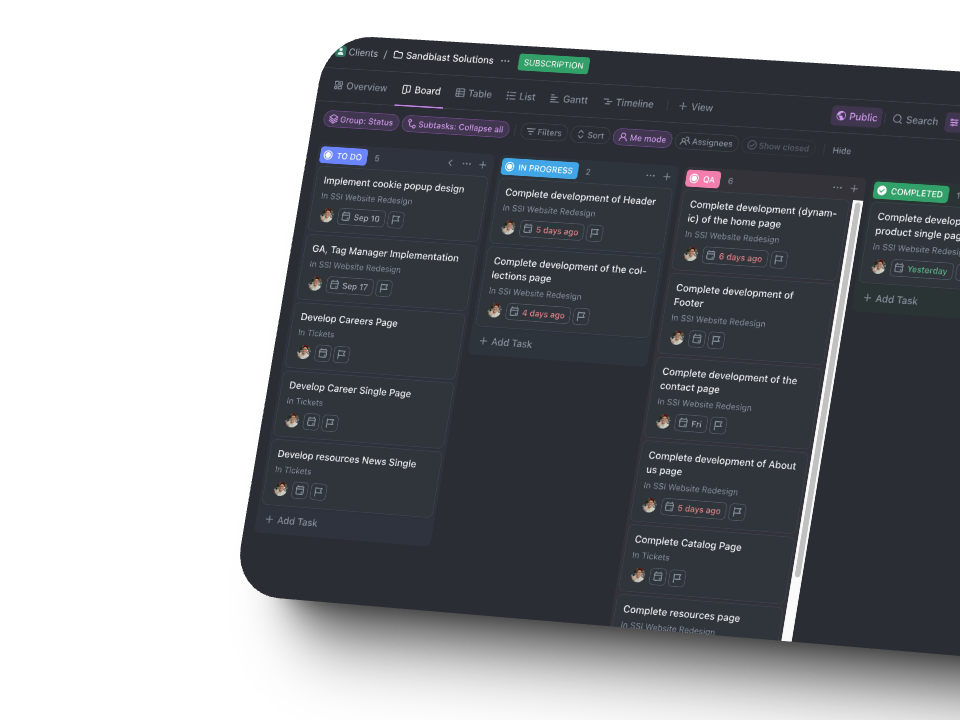 Clients / Sandblast Solutions ··· SUBSCRIPTION
Overview Board Table List Gantt Timeline + View Public Search
Group: Status Subtasks: Collapse all Filters Sort Me mode Assignees Show closed Hide
TO DO 5
Implement cookie popup design
In SSI Website Redesign
Sep 10
GA, Tag Manager Implementation
In SSI Website Redesign
Sep 17
Develop Careers Page
In Tickets
Develop Career Single Page
In Tickets
Develop resources News Single
In Tickets
+ Add Task
IN PROGRESS 2
Complete development of Header
In SSI Website Redesign
5 days ago
Complete development of the col-
lections page
In SSI Website Redesign
4 days ago
+ Add Task
QA 6
Complete development (dynam-
ic) of the home page
In SSI Website Redesign
6 days ago
Complete development of
Footer
In SSI Website Redesign
Complete development of the
contact page
In SSI Website Redesign
Fri
Complete development of About
us page
In SSI Website Redesign
5 days ago
Complete Catalog Page
In Tickets
Complete resources page
In SSI Website Redesign
COMPLETED
Complete develop
product single pag
In SSI Website Redesi
Yesterday
+ Add Task